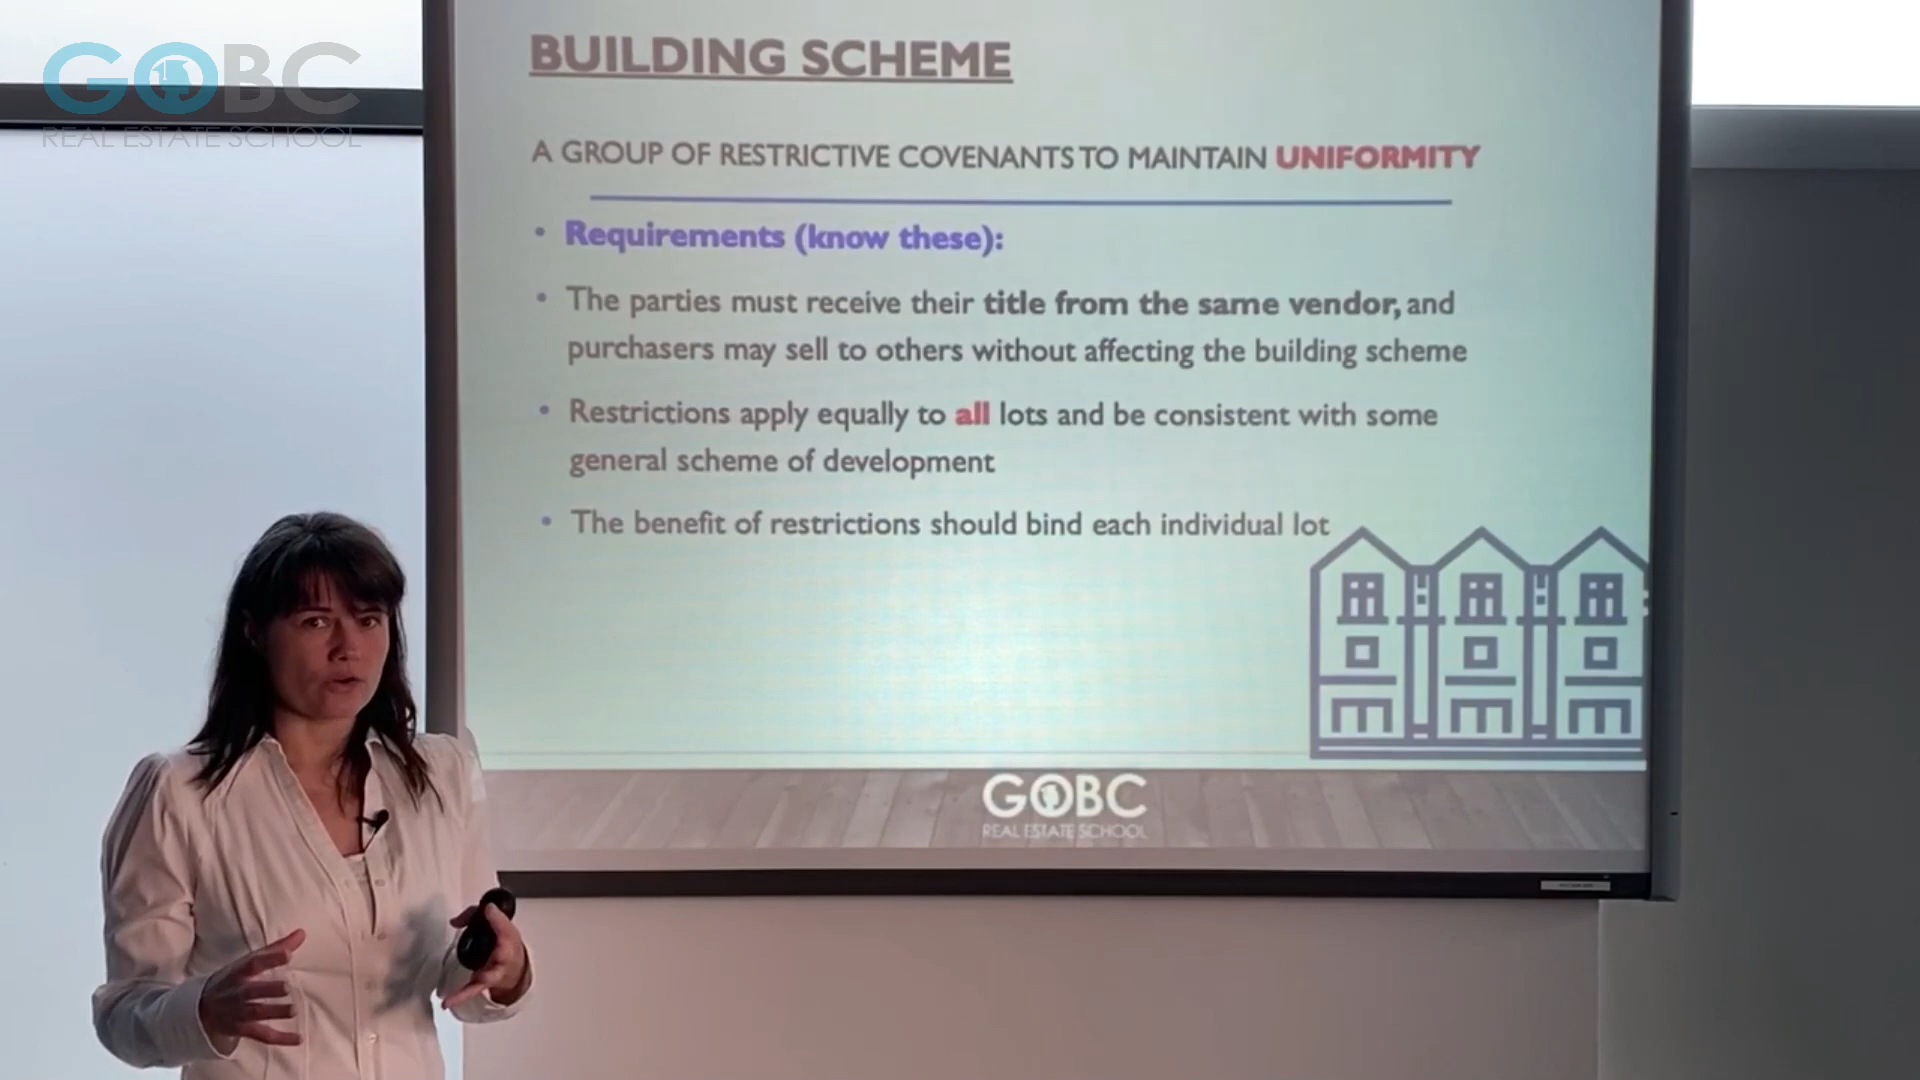 GOBC
REAL ESTATE SCHOOL
BUILDING SCHEME
A GROUP OF RESTRICTIVE COVENANTS TO MAINTAIN UNIFORMITY
• Requirements (know these):
• The parties must receive their title from the same vendor, and
purchasers may sell to others without affecting the building scheme
• Restrictions apply equally to all lots and be consistent with some
general scheme of development
• The benefit of restrictions should bind each individual lot
GOBC
REAL ESTATE SCHOOL